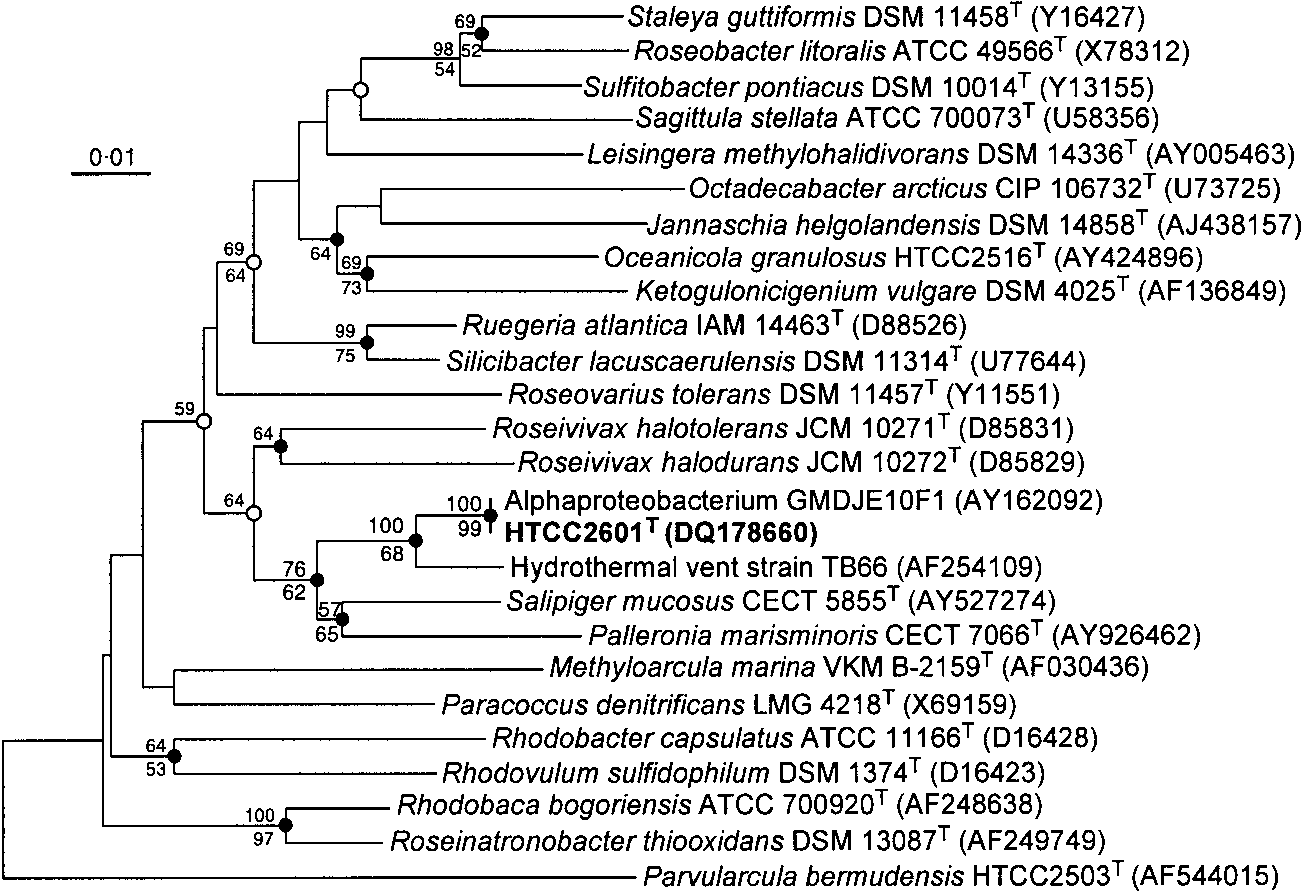 69
Staleya guttiformis DSM 11458T (Y16427)
98 52
Roseobacter litoralis ATCC 49566T (X78312)
54
Sulfitobacter pontiacus DSM 10014T (Y13155)
Sagittula stellata ATCC 700073T (U58356)
0·01
Leisingera methylohalidivorans DSM 14336T (AY005463)
Octadecabacter arcticus CIP 106732T (U73725)
Jannaschia helgolandensis DSM 14858T (AJ438157)
69
64
64
69
Oceanicola granulosus HTCC2516T (AY424896)
73
Ketogulonicigenium vulgare DSM 4025T (AF136849)
99
Ruegeria atlantica IAM 14463T (D88526)
75
Silicibacter lacuscaerulensis DSM 11314T (U77644)
Roseovarius tolerans DSM 11457T (Y11551)
59
64
Roseivivax halotolerans JCM 10271T (D85831)
Roseivivax halodurans JCM 10272T (D85829)
64
100
Alphaproteobacterium GMDJE10F1 (AY162092)
100
99
HTCC2601T (DQ178660)
68
Hydrothermal vent strain TB66 (AF254109)
76
62
57
Salipiger mucosus CECT 5855T (AY527274)
65
Palleronia marisminoris CECT 7066T (AY926462)
Methyloarcula marina VKM B-2159T (AF030436)
Paracoccus denitrificans LMG 4218T (X69159)
64
Rhodobacter capsulatus ATCC 11166T (D16428)
53
Rhodovulum sulfidophilum DSM 1374T (D16423)
100
Rhodobaca bogoriensis ATCC 700920T (AF248638)
97
Roseinatronobacter thiooxidans DSM 13087T (AF249749)
Parvularcula bermudensis HTCC2503T (AF544015)